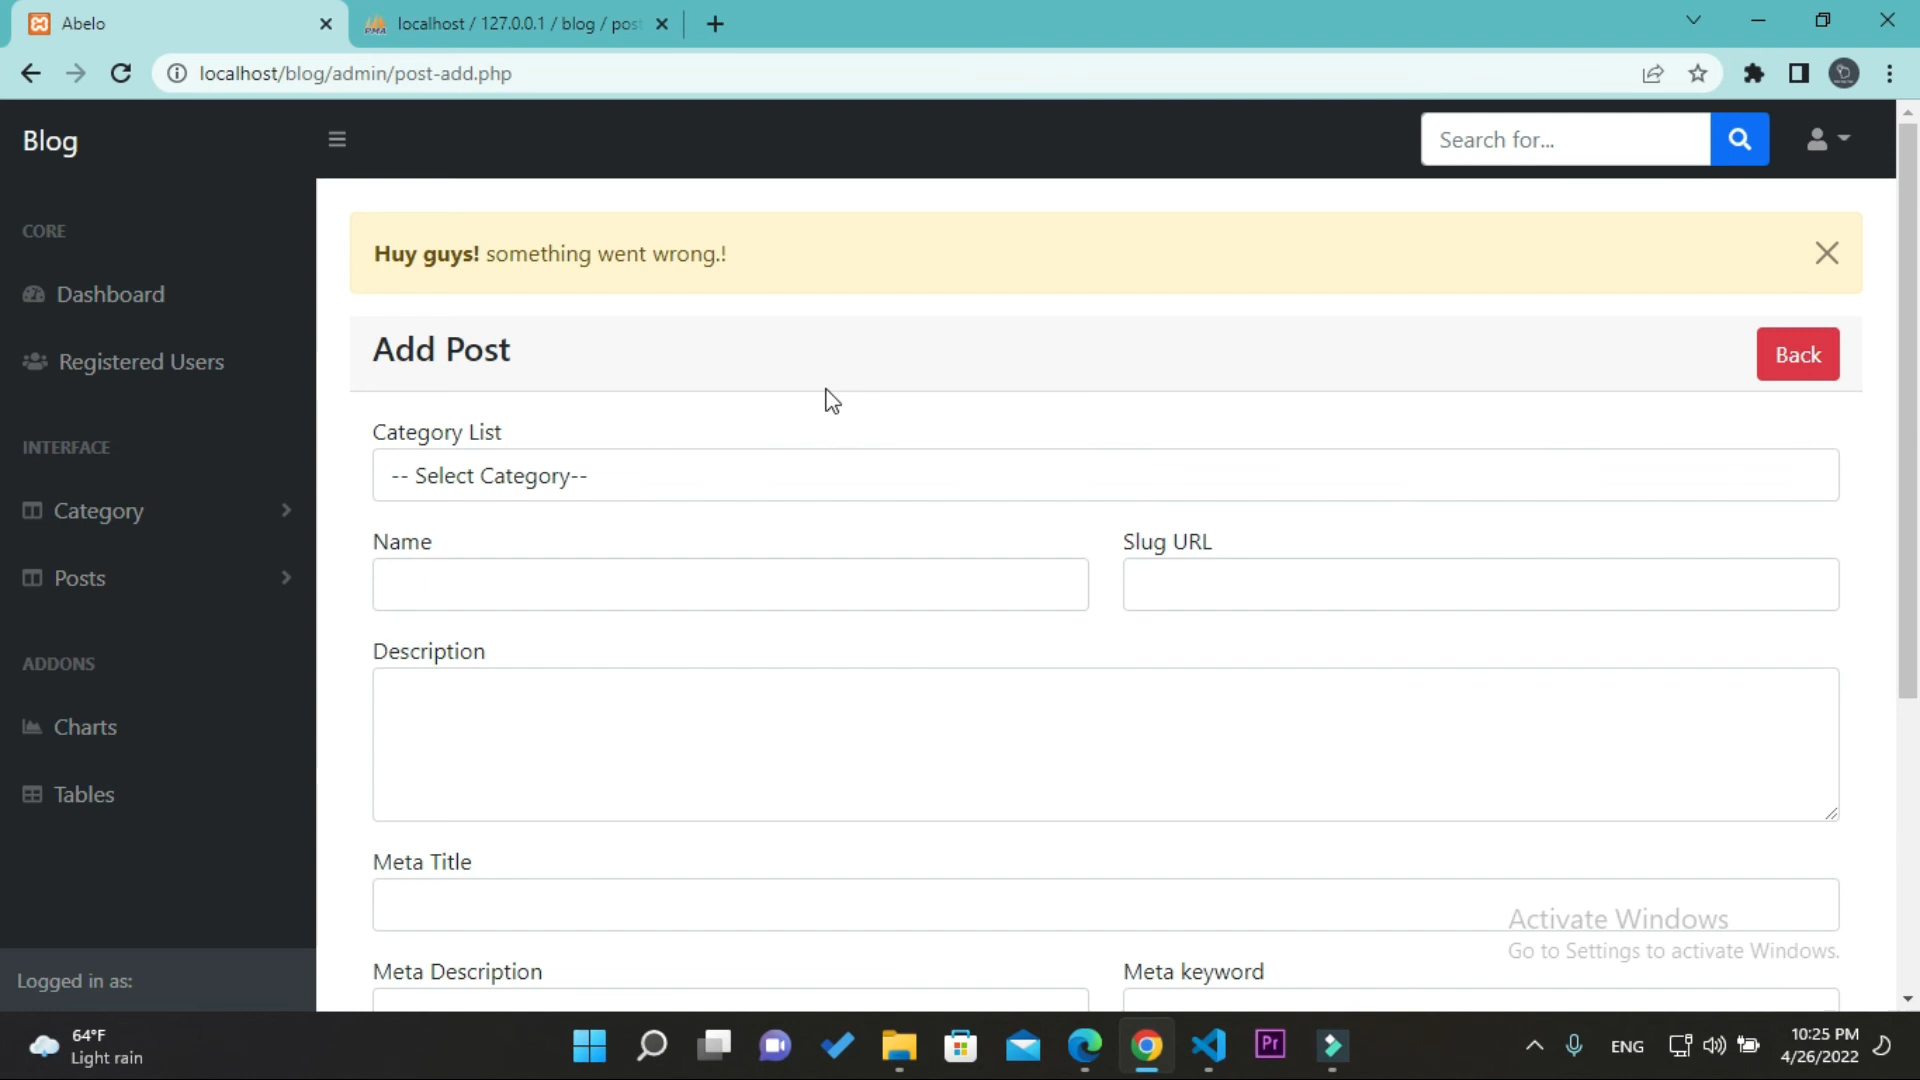 Abelo
localhost / 127.0.0.1 / blog / post
localhost/blog/admin/post-add.php
Blog
Search for...
CORE
Dashboard
Registered Users
INTERFACE
Category
Posts
ADDONS
Charts
Tables
Logged in as:
Huy guys! something went wrong.!
Add Post
Back
Category List
-- Select Category--
Name
Slug URL
Description
Meta Title
Meta Description
Meta keyword
Activate Windows
Go to Settings to activate Windows.
64°F
Light rain
Pr
ENG
10:25 PM
4/26/2022